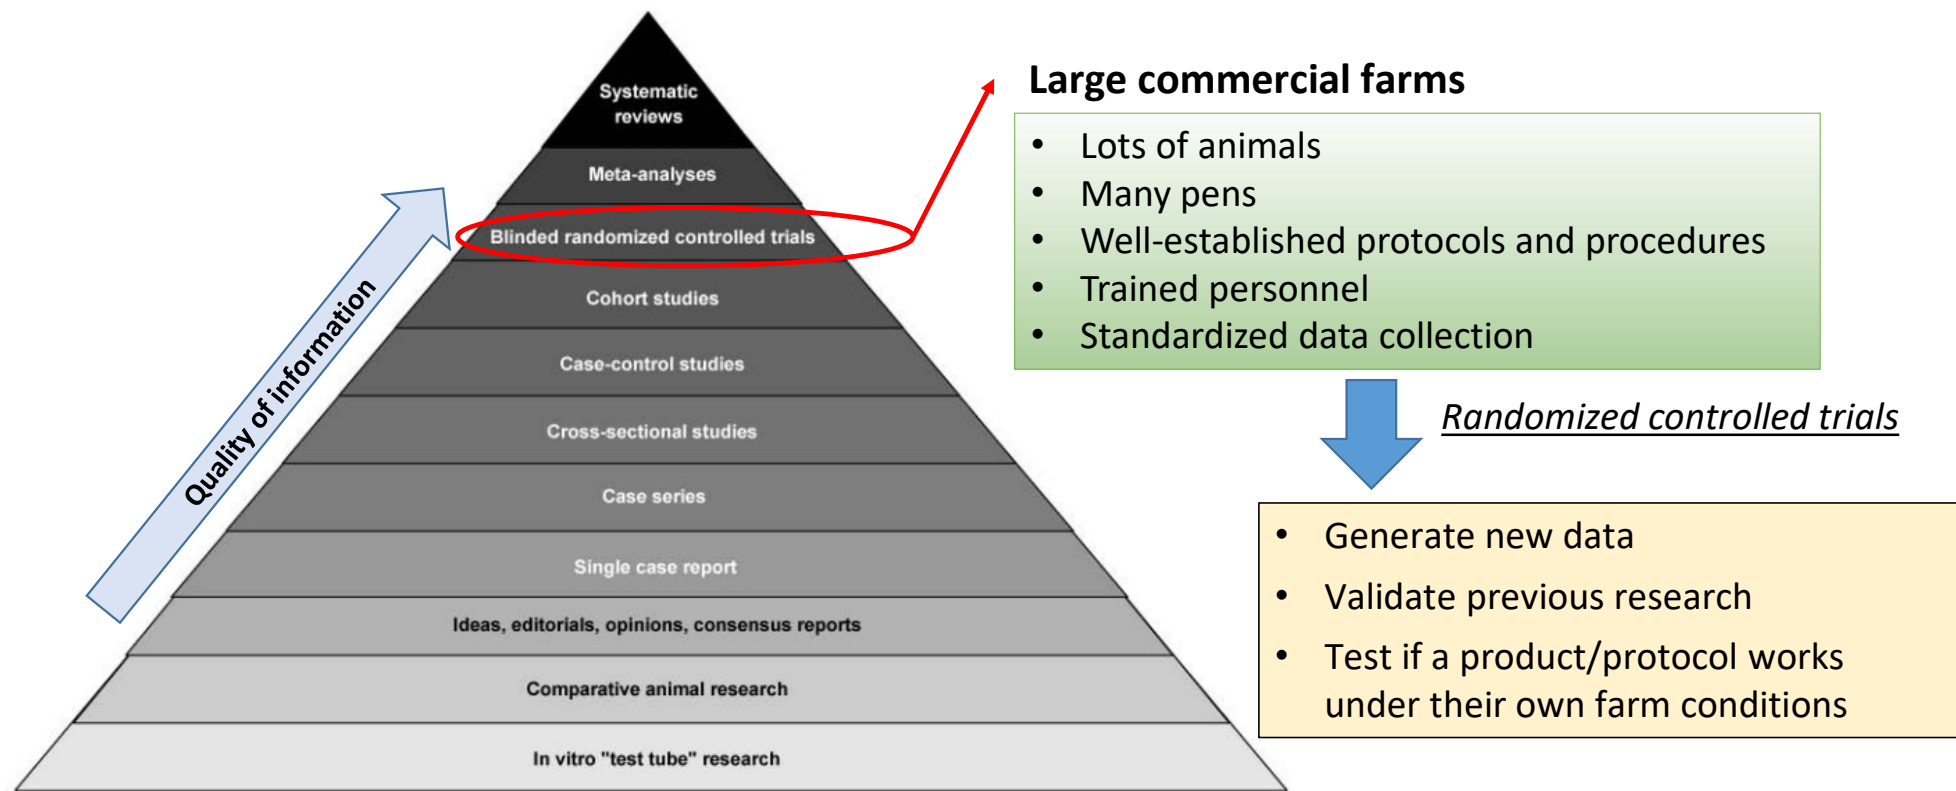 Systematic
reviews
Meta-analyses
Blinded randomized controlled trials
Cohort studies
Case-control studies
Cross-sectional studies
Case series
Single case report
Ideas, editorials, opinions, consensus reports
Comparative animal research
In vitro "test tube" research
Quality of information
Large commercial farms
• Lots of animals
• Many pens
• Well-established protocols and procedures
• Trained personnel
• Standardized data collection
Randomized controlled trials
• Generate new data
• Validate previous research
• Test if a product/protocol works
under their own farm conditions